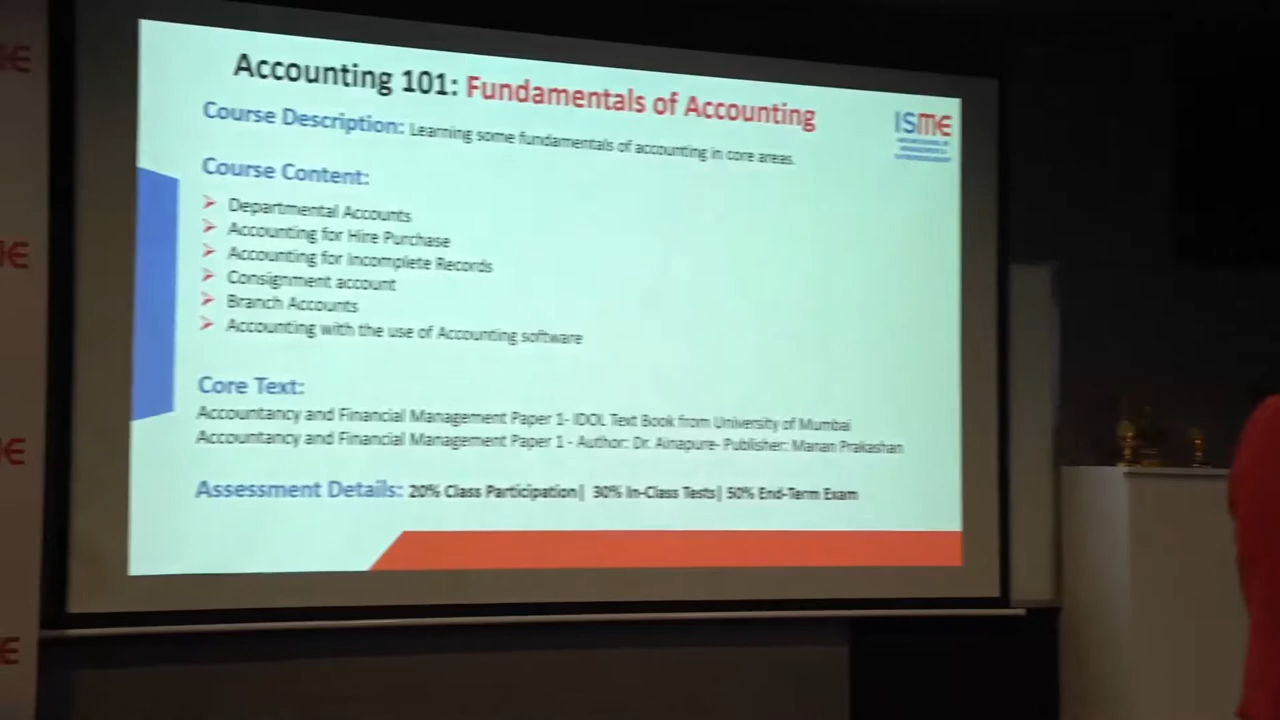 Accounting 101: Fundamentals of Accounting
ISME
Course Description: Learning some fundamentals of accounting in core areas.
Course Content:
Departmental Accounts
Accounting for Hire Purchase
Accounting for Incomplete Records
Consignment account
Branch Accounts
Accounting with the use of Accounting software
Core Text:
Accountancy and Financial Management Paper 1- IDOL Text Book from University of Mumbai
Accountancy and Financial Management Paper 1 - Author: Dr. Ainapure- Publisher: Manan Prakashan
Assessment Details: 20% Class Participation| 30% In-Class Tests| 50% End-Term Exam